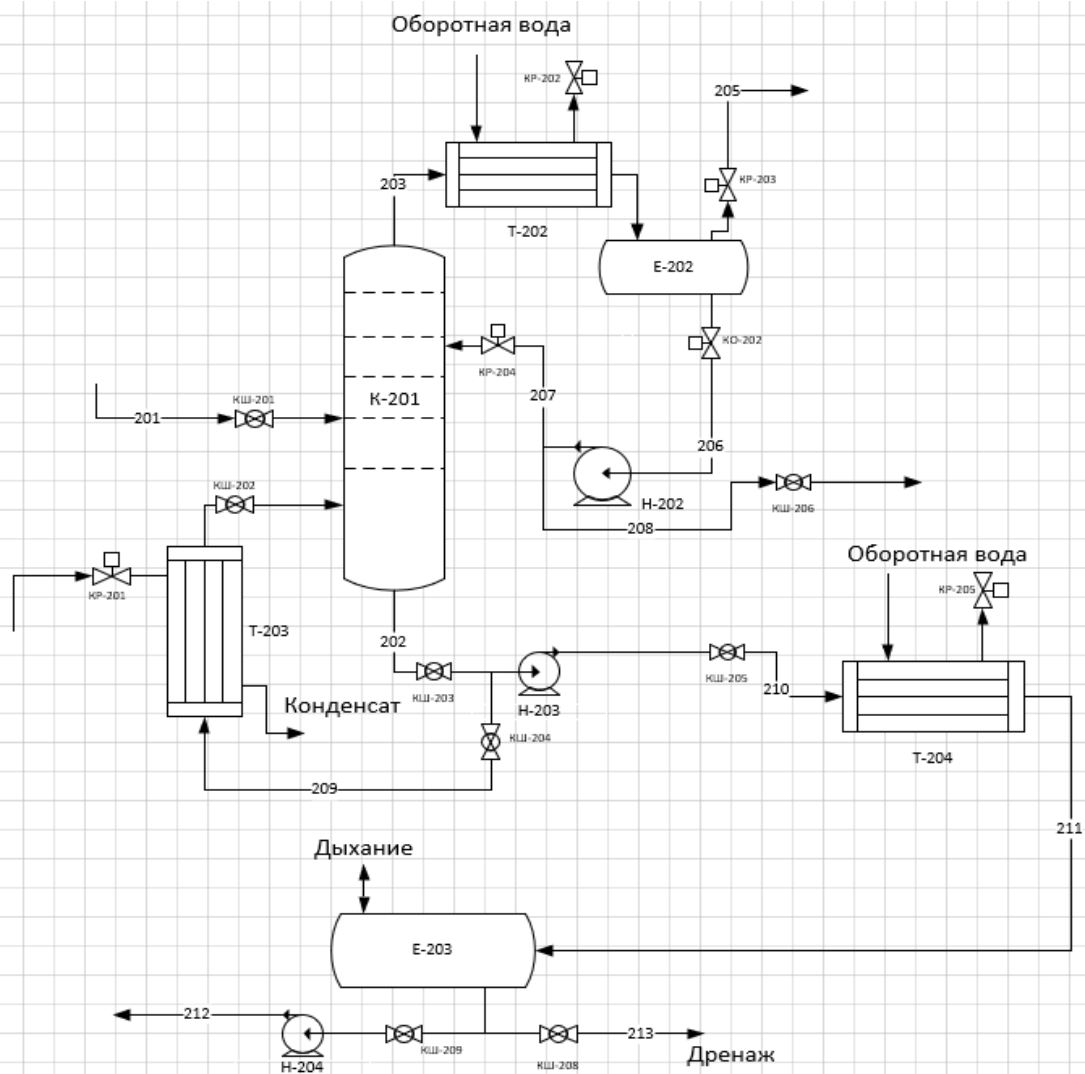 Оборотная вода
КР-202
205
203
КР-203
Т-202
Е-202
КО-202
КР-204
К-201
207
КШ-201
201
206
КШ-202
Н-202
КШ-206
208
Оборотная вода
КР-201
КР-205
Т-203
202
КШ-203
КШ-205
210
Н-203
Конденсат
КШ-204
Т-204
209
211
Дыхание
Е-203
212
213
КШ-209
Н-204
КШ-208
Дренаж